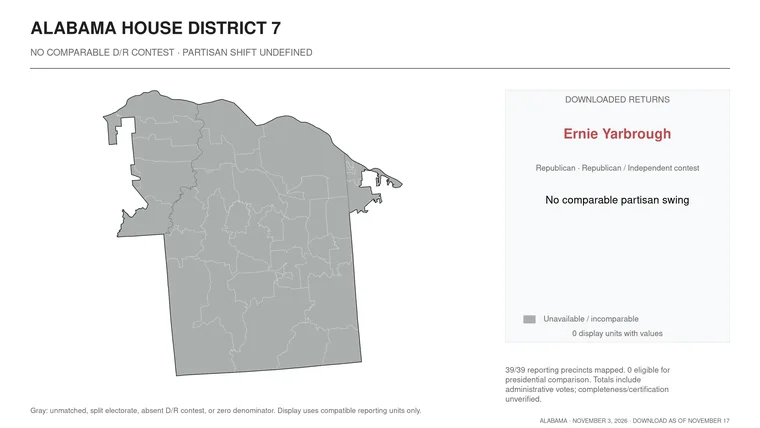 ALABAMA HOUSE DISTRICT 7
NO COMPARABLE D/R CONTEST · PARTISAN SHIFT UNDEFINED
DOWNLOADED RETURNS
Ernie Yarbrough
Republican · Republican / Independent contest
No comparable partisan swing
Unavailable / incomparable
0 display units with values
39/39 reporting precincts mapped. 0 eligible for
presidential comparison. Totals include
administrative votes; completeness/certification
unverified.
Gray: unmatched, split electorate, absent D/R contest, or zero denominator. Display uses compatible reporting units only.
ALABAMA · NOVEMBER 3, 2026 · DOWNLOAD AS OF NOVEMBER 17